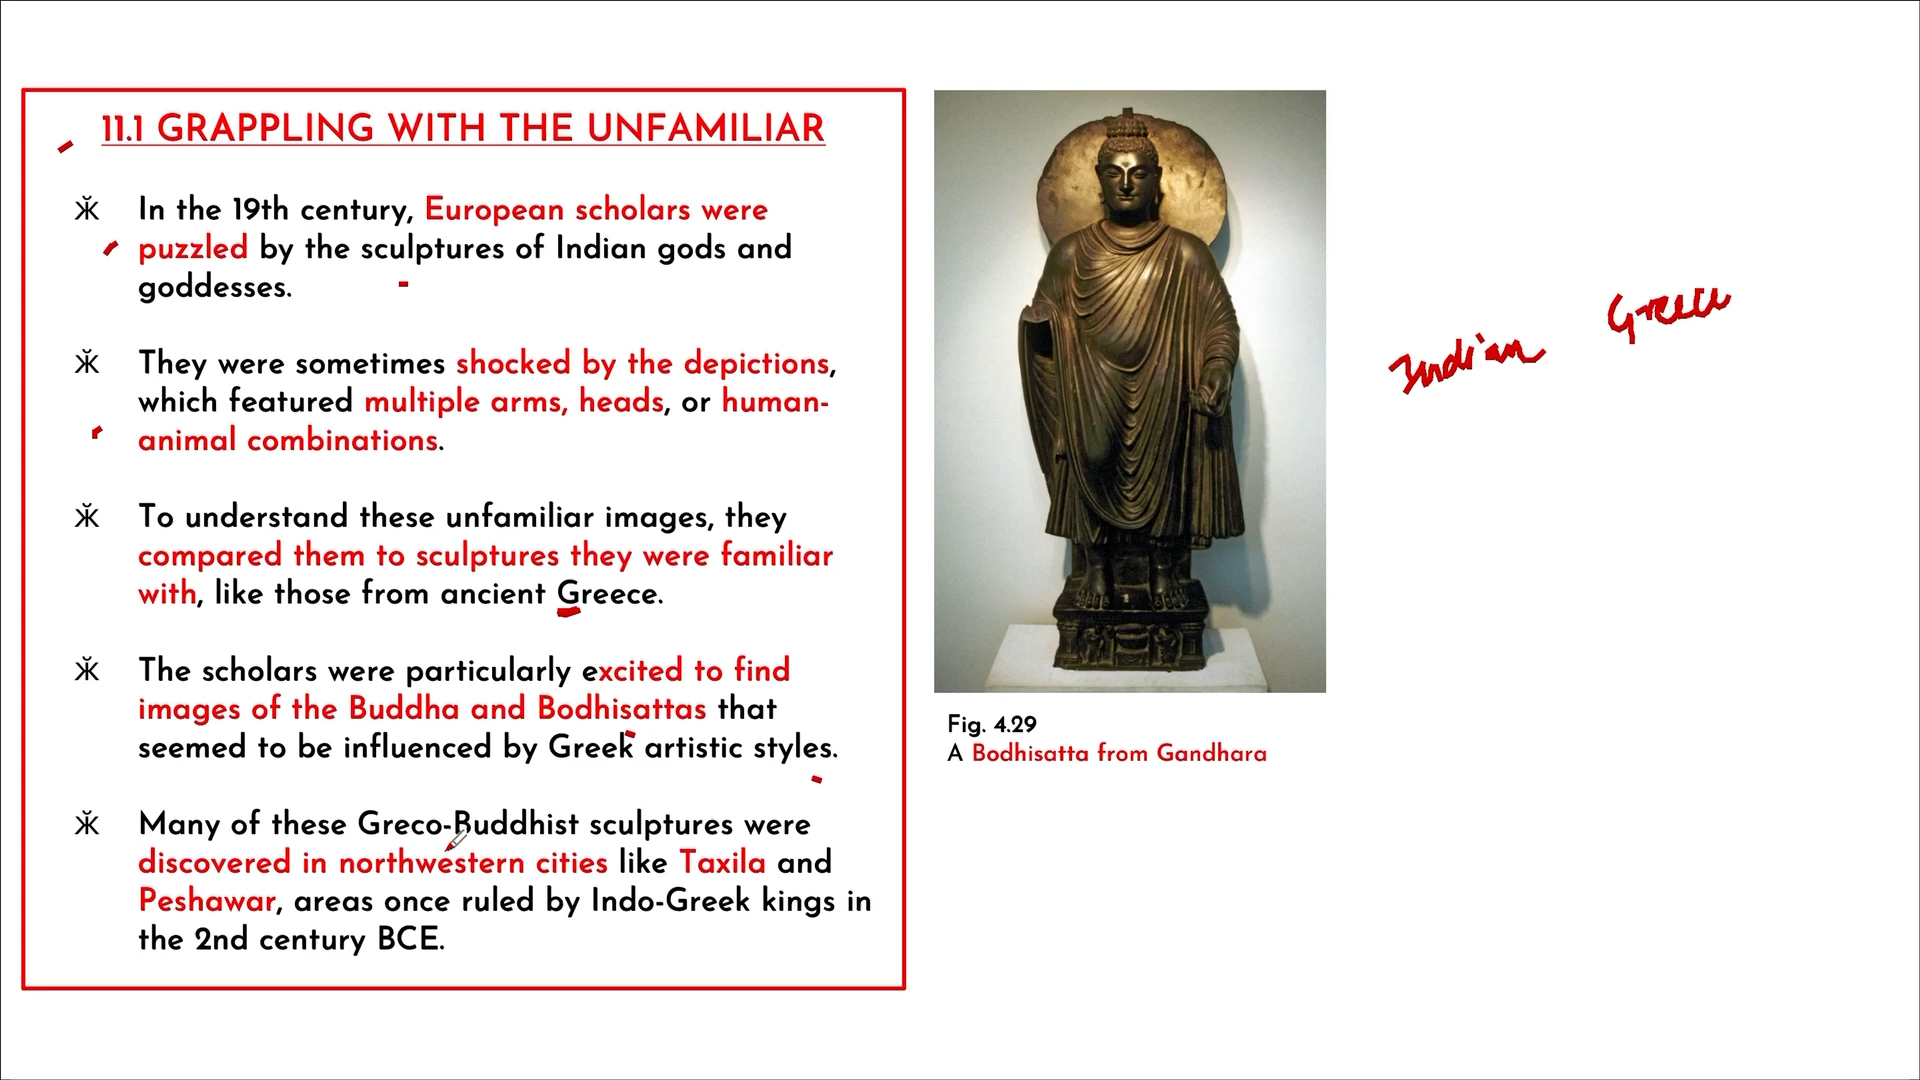 11.1 GRAPPLING WITH THE UNFAMILIAR
In the 19th century, European scholars were
puzzled by the sculptures of Indian gods and
goddesses.
They were sometimes shocked by the depictions,
which featured multiple arms, heads, or human-
animal combinations.
To understand these unfamiliar images, they
compared them to sculptures they were familiar
with, like those from ancient Greece.
The scholars were particularly excited to find
images of the Buddha and Bodhisattas that
seemed to be influenced by Greek artistic styles.
Many of these Greco-Buddhist sculptures were
discovered in northwestern cities like Taxila and
Peshawar, areas once ruled by Indo-Greek kings in
the 2nd century BCE.
Fig. 4.29
A Bodhisatta from Gandhara
Indian
Greece